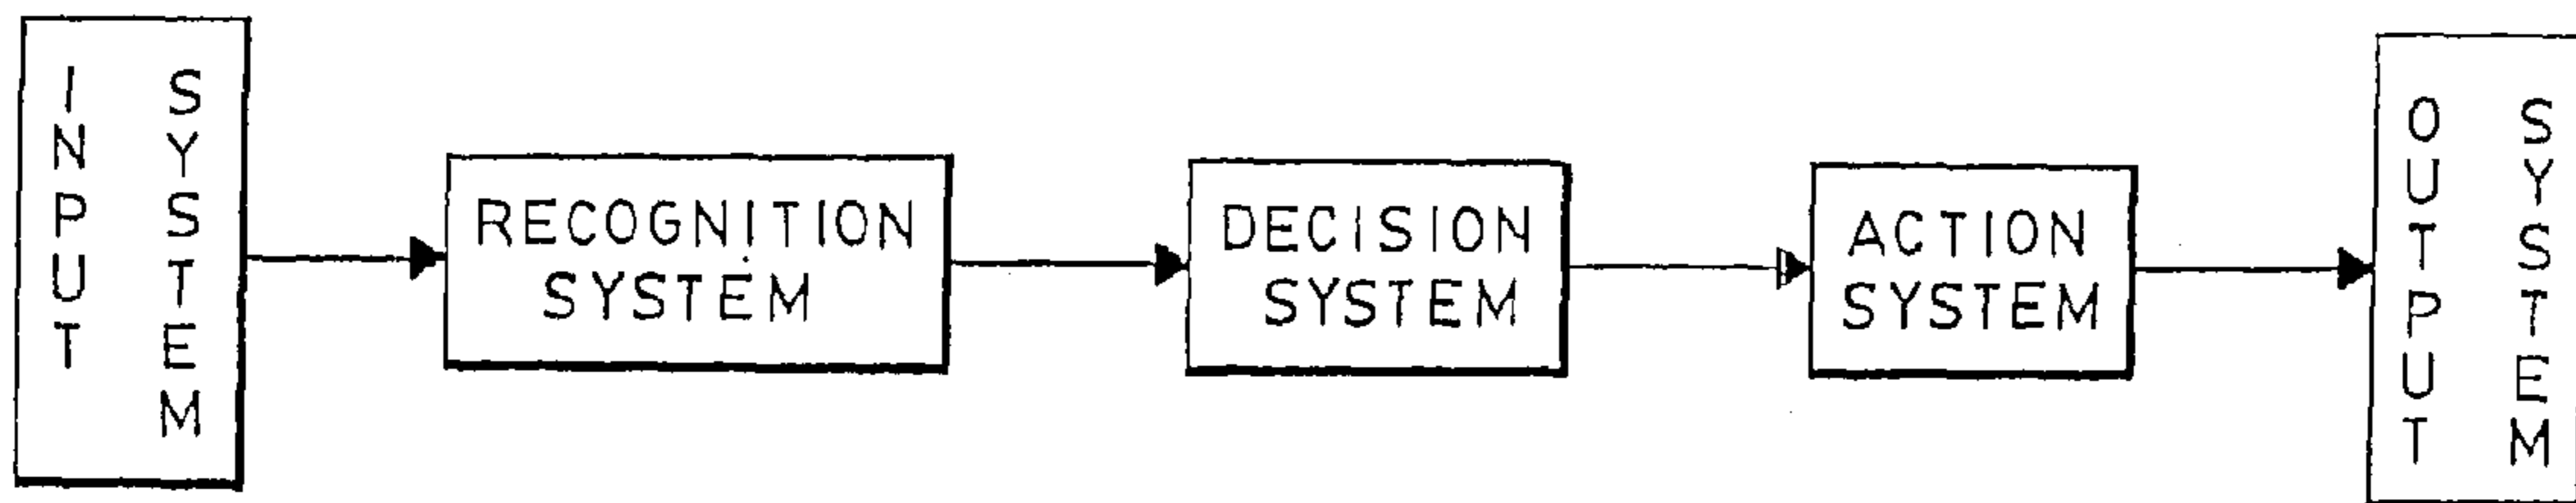 INPUT
SYSTEM
RECOGNITION
SYSTEM
DECISION
SYSTEM
ACTION
SYSTEM
OUTPUT
SYSTEM